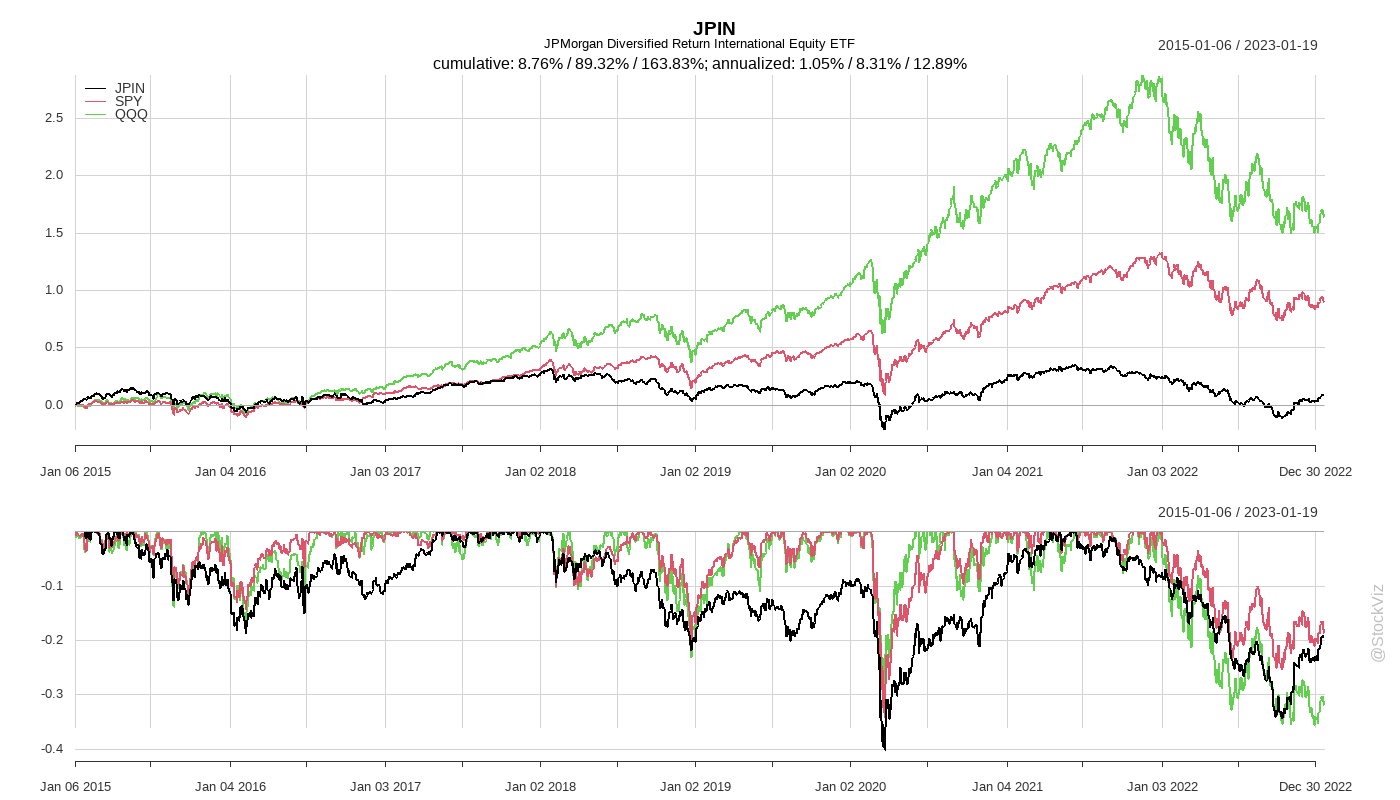 JPIN
JPMorgan Diversified Return International Equity ETF
2015-01-06 / 2023-01-19
cumulative: 8.76% / 89.32% / 163.83%; annualized: 1.05% / 8.31% / 12.89%
JPIN
SPY
QQQ
2.5
2.0
1.5
1.0
0.5
0.0
Jan 06 2015 Jan 04 2016 Jan 03 2017 Jan 02 2018 Jan 02 2019 Jan 02 2020 Jan 04 2021 Jan 03 2022 Dec 30 2022
2015-01-06 / 2023-01-19
-0.1
-0.2
-0.3
-0.4
Jan 06 2015 Jan 04 2016 Jan 03 2017 Jan 02 2018 Jan 02 2019 Jan 02 2020 Jan 04 2021 Jan 03 2022 Dec 30 2022
@StockViz